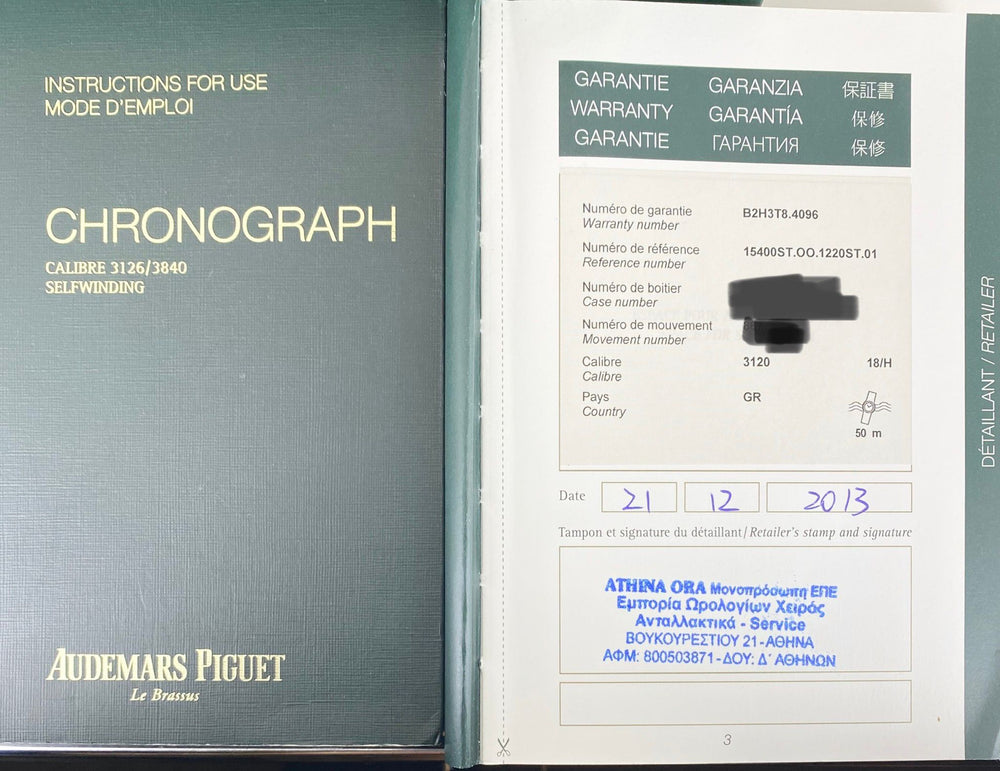 INSTRUCTIONS FOR USE
MODE D'EMPLOI
CHRONOGRAPH
CALIBRE 3126/3840
SELFWINDING
AUDEMARS PIGUET
Le Brassus
GARANTIE GARANZIA 保証書
WARRANTY GARANTÍA 保修
GARANTIE ГАРАНТИЯ 保修
Numéro de garantie B2H3T8.4096
Warranty number
Numéro de référence 15400ST.OO.1220ST.01
Reference number
Numéro de boitier
Case number
Numéro de mouvement
Movement number
Calibre 3120 18/H
Calibre
Pays GR
Country
50 m
Date 21 12 2013
Tampon et signature du détaillant/Retailer's stamp and signature
ATHINA ORA Μονοπρόσωπη ΕΠΕ
Εμπορία Ωρολογίων Χειρός
Ανταλλακτικά - Service
ΒΟΥΚΟΥΡΕΣΤΙΟΥ 21-ΑΘΗΝΑ
ΑΦΜ: 800503871-ΔΟΥ: Δ΄ ΑΘΗΝΩΝ
3
DÉTAILLANT / RETAILER